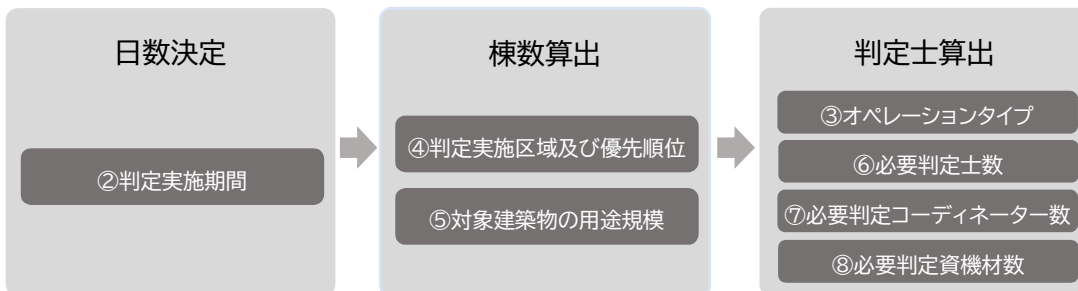 日数決定
②判定実施期間
棟数算出
④判定実施区域及び優先順位
⑤対象建築物の用途規模
判定士算出
③オペレーションタイプ
⑥必要判定士数
⑦必要判定コーディネーター数
⑧必要判定資機材数